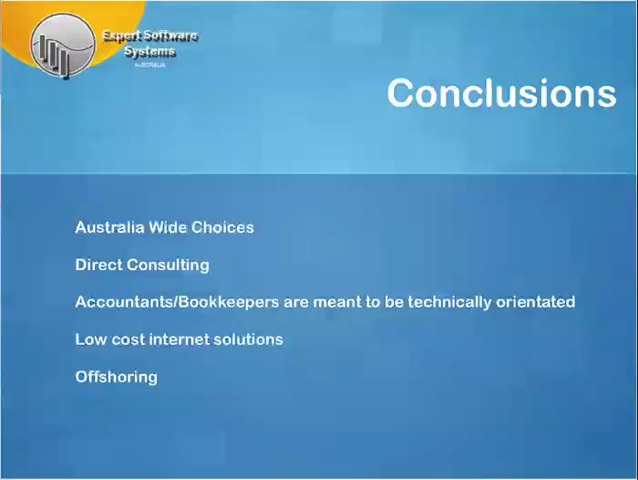 Expert Software
Systems
AUSTRALIA
Conclusions
Australia Wide Choices
Direct Consulting
Accountants/Bookkeepers are meant to be technically orientated
Low cost internet solutions
Offshoring